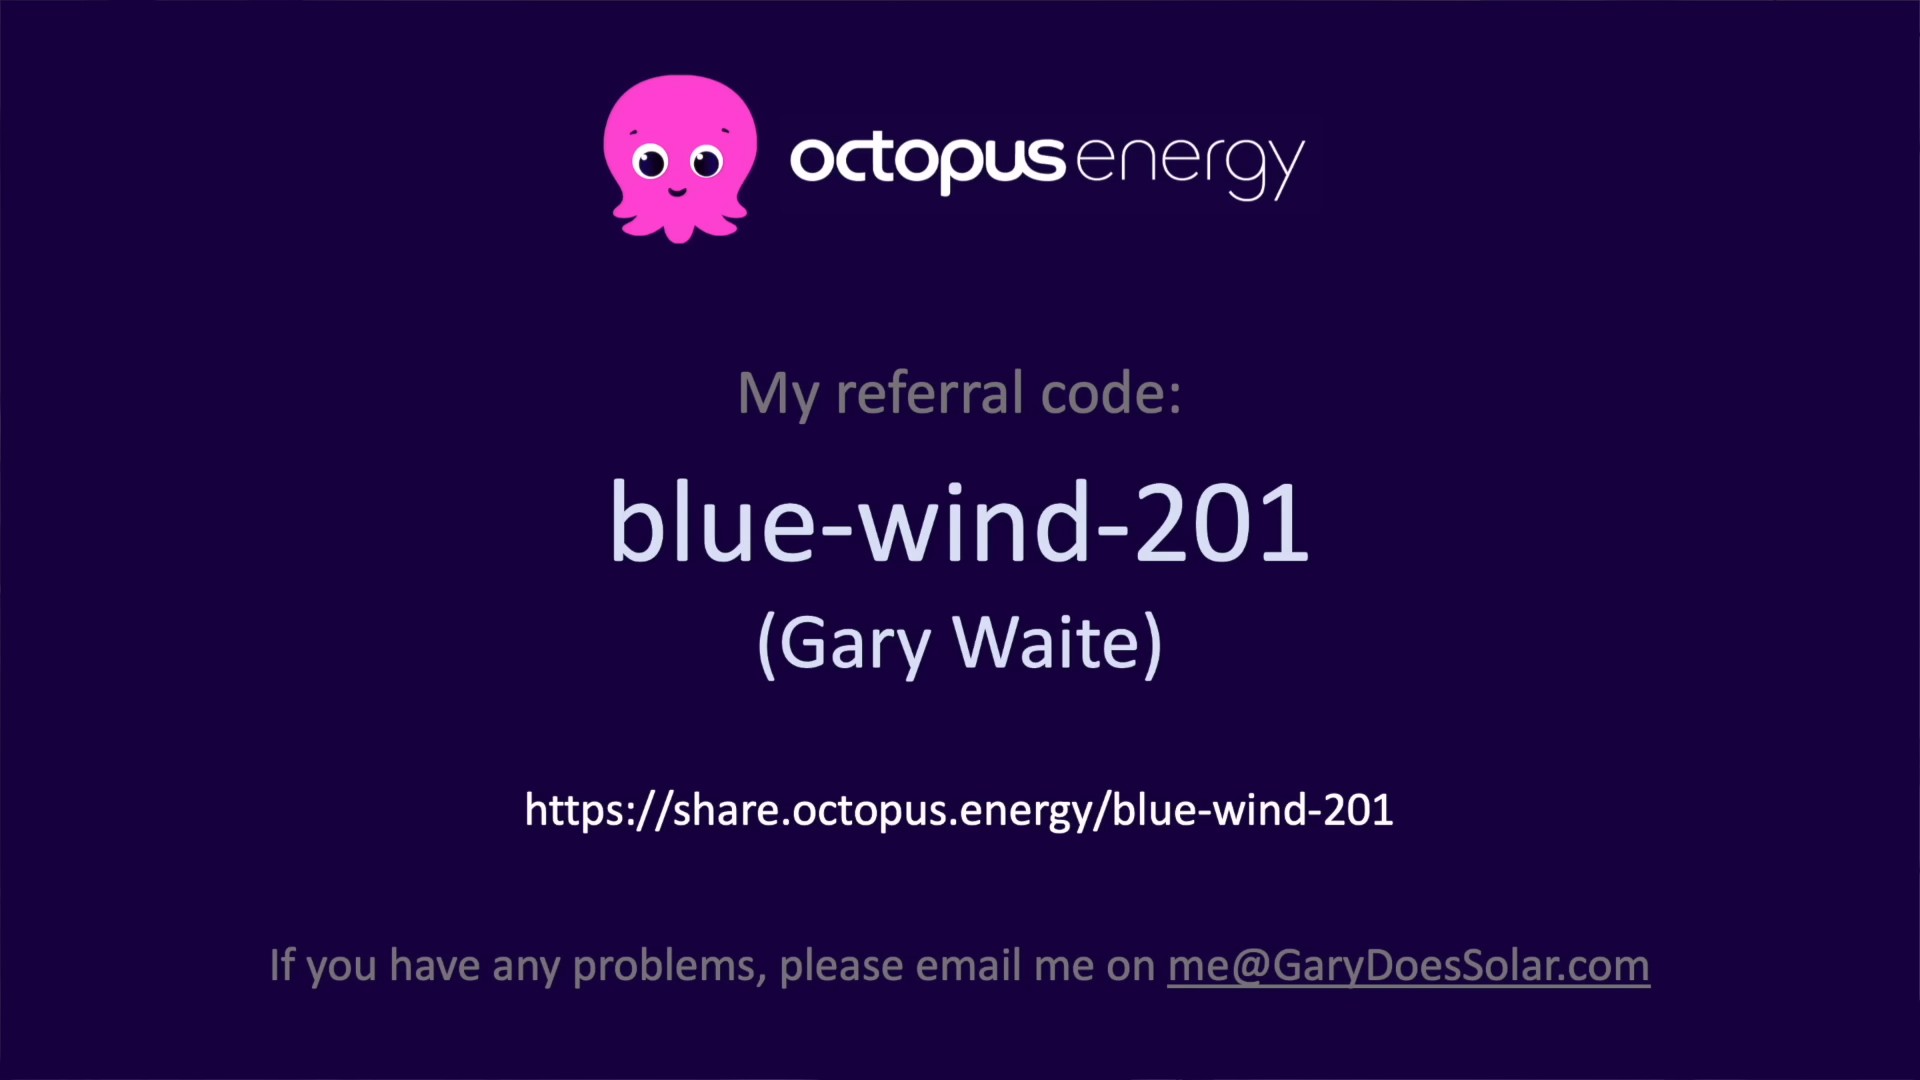 octopus energy
My referral code:
blue-wind-201
(Gary Waite)
https://share.octopus.energy/blue-wind-201
If you have any problems, please email me on me@GaryDoesSolar.com